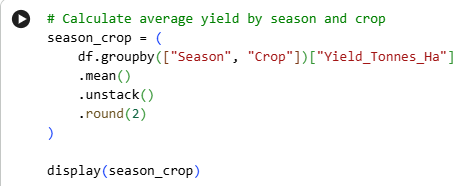 # Calculate average yield by season and crop
season_crop = (
    df.groupby(["Season", "Crop"])["Yield_Tonnes_Ha"]
    .mean()
    .unstack()
    .round(2)
)
display(season_crop)